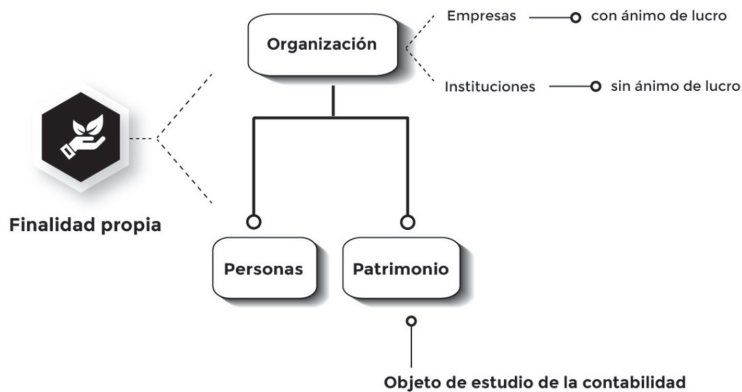 Organización
Empresas
con ánimo de lucro
Instituciones
sin ánimo de lucro
Finalidad propia
Personas
Patrimonio
Objeto de estudio de la contabilidad